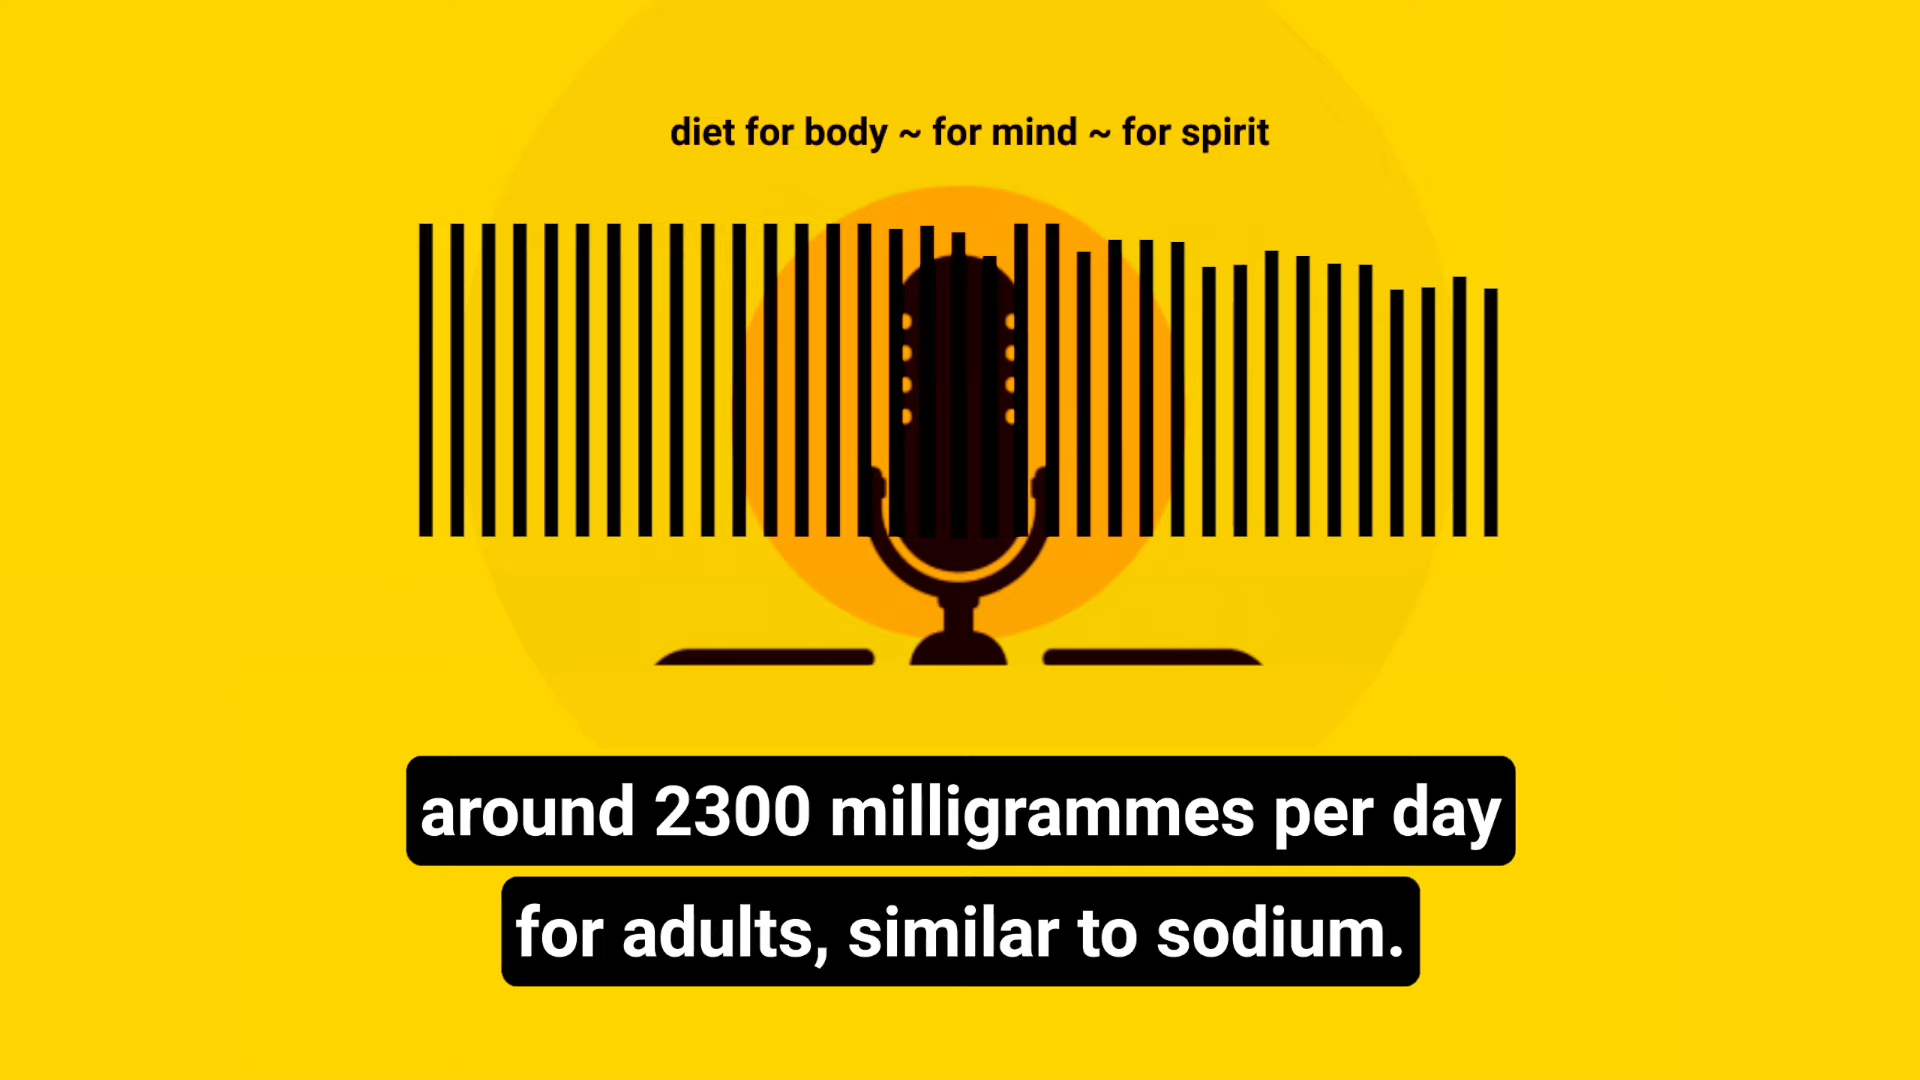 diet for body ~ for mind ~ for spirit
around 2300 milligrammes per day
for adults, similar to sodium.